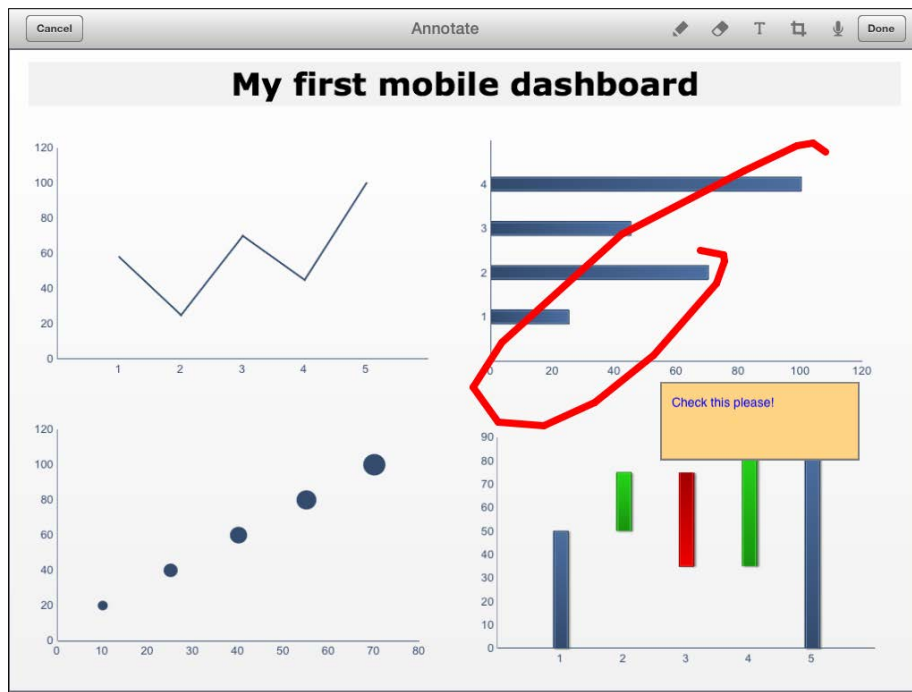 Cancel
Annotate
T
Done
My first mobile dashboard
120
100
80
60
40
20
0
1 2 3 4 5
4
3
2
1
0 20 40 60 80 100 120
Check this please!
120
100
80
60
40
20
0
0 10 20 30 40 50 60 70 80
90
80
70
60
50
40
30
20
10
0
1 2 3 4 5